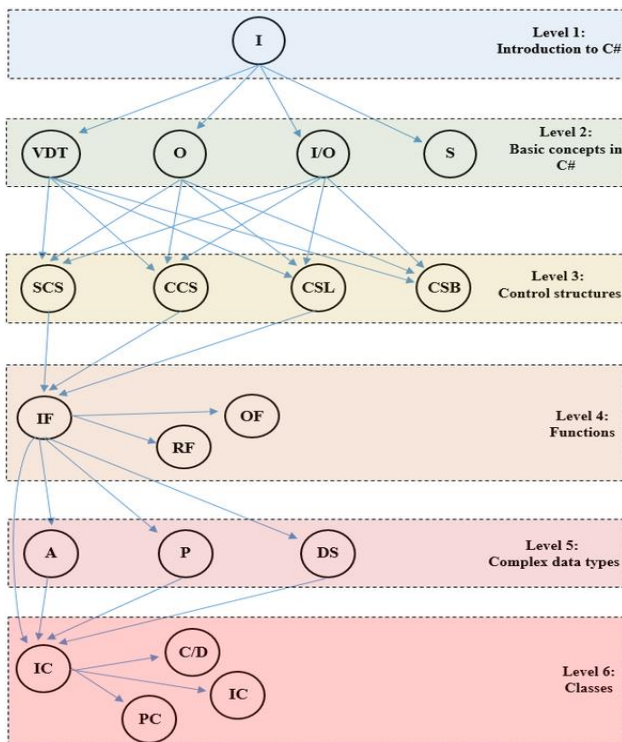 I
Level 1:
Introduction to C#
VDT
O
I/O
S
Level 2:
Basic concepts in
C#
SCS
CCS
CSL
CSB
Level 3:
Control structures
IF
RF
OF
Level 4:
Functions
A
P
DS
Level 5:
Complex data types
IC
C/D
IC
PC
Level 6:
Classes